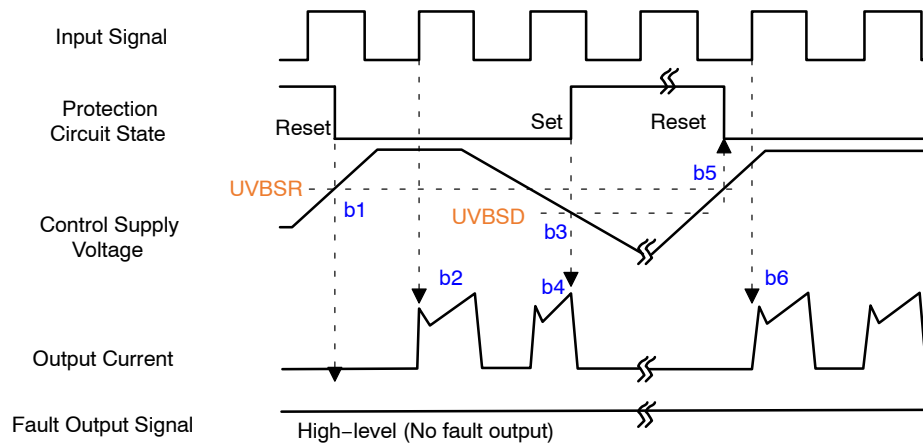 Input Signal
Protection
Circuit State
Reset
Set
Reset
UVBSR
b1
b5
UVBSD
b3
Control Supply
Voltage
b2
b4
b6
Output Current
Fault Output Signal
High−level (No fault output)